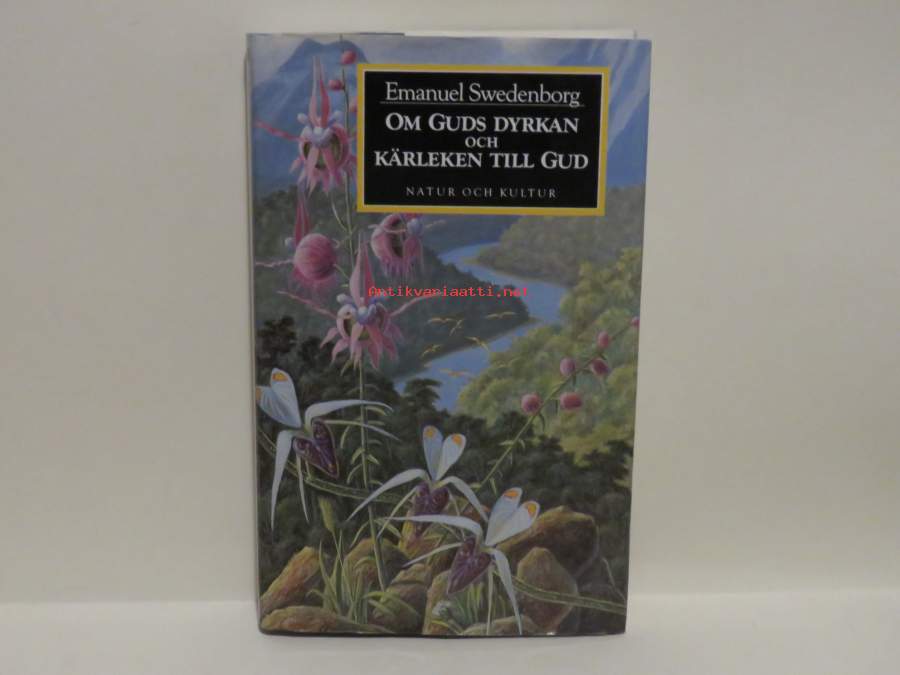 Emanuel Swedenborg
OM GUDS DYRKAN
OCH
KÄRLEKEN TILL GUD
NATUR OCH KULTUR
Antikvariaatti.net